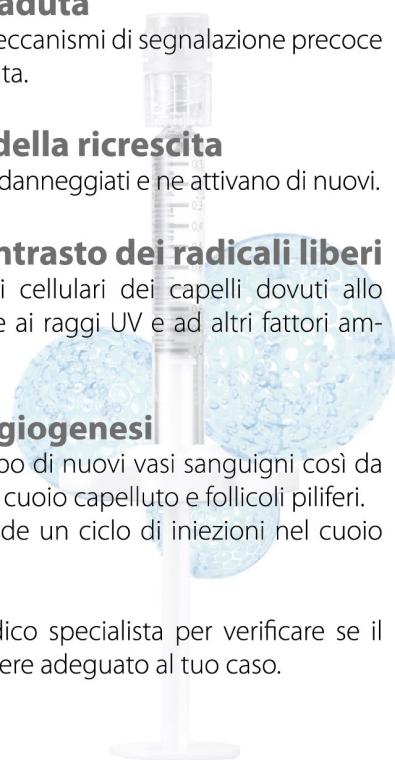 aduta
eccanismi di segnalazione precoce
ta.
della ricrescita
danneggiati e ne attivano di nuovi.
ntrasto dei radicali liberi
i cellulari dei capelli dovuti allo
e ai raggi UV e ad altri fattori am-
giogenesi
po di nuovi vasi sanguigni così da
cuoio capelluto e follicoli piliferi.
de un ciclo di iniezioni nel cuoio
dico specialista per verificare se il
ere adeguato al tuo caso.